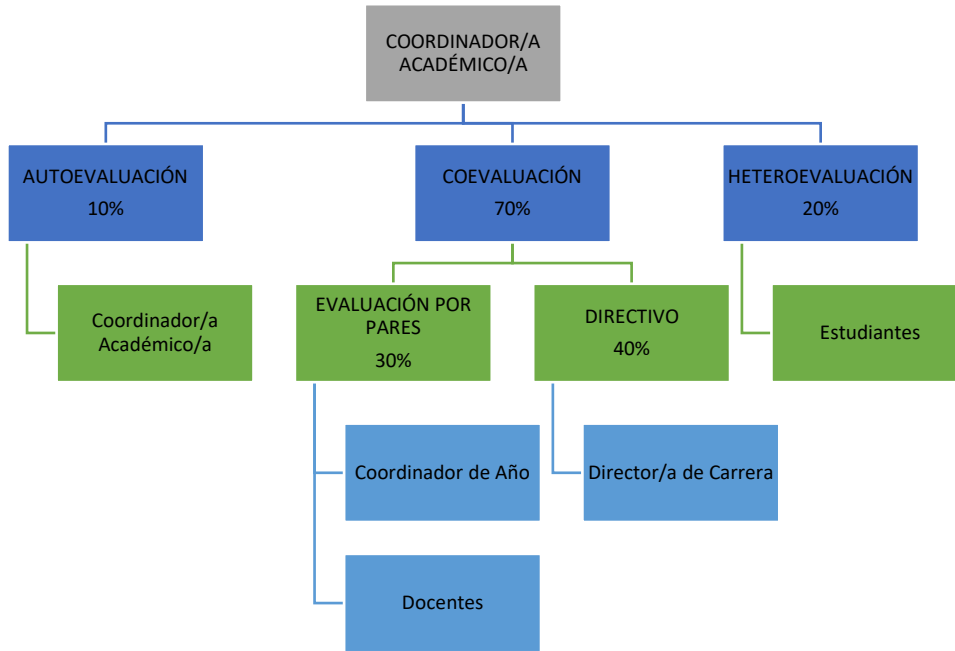 COORDINADOR/A
ACADÉMICO/A
AUTOEVALUACIÓN
10%
COEVALUACIÓN
70%
HETEROEVALUACIÓN
20%
Coordinador/a
Académico/a
EVALUACIÓN POR
PARES
30%
DIRECTIVO
40%
Estudiantes
Coordinador de Año
Director/a de Carrera
Docentes